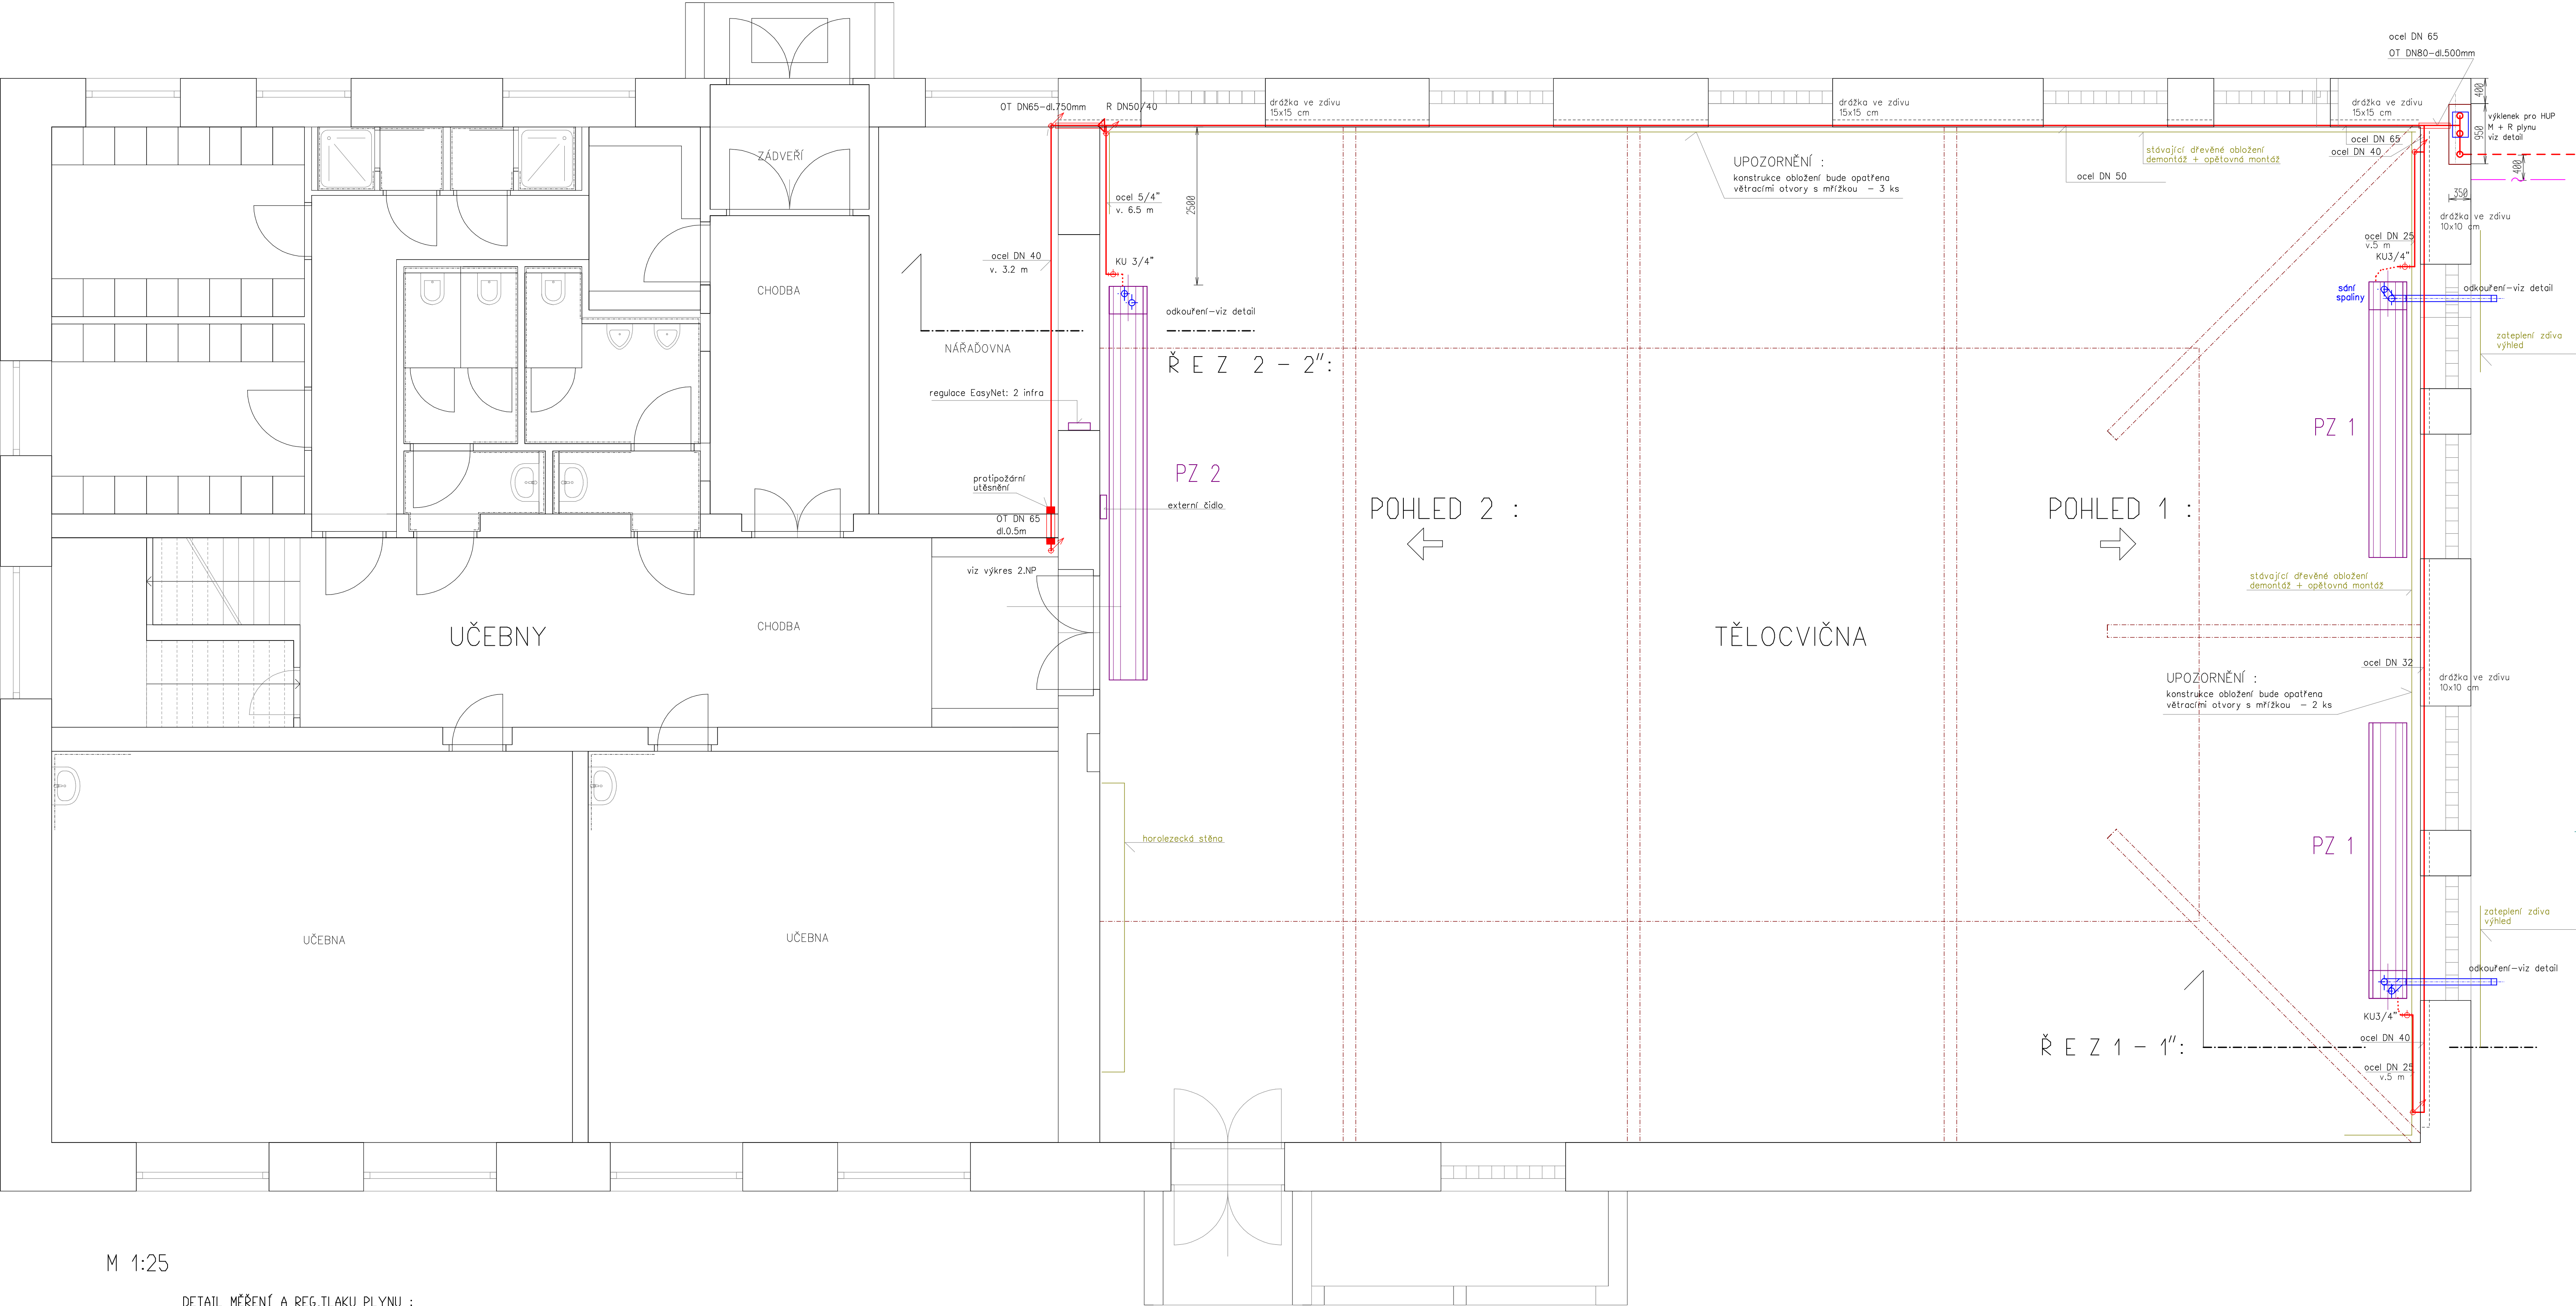 ocel DN 65
OT DN80-dl.500mm
OT DN65-dl.750mm
R DN50/40
drážka ve zdivu
15x15 cm
drážka ve zdivu
15x15 cm
drážka ve zdivu
15x15 cm
400
950
400
350
výklenek pro HUP
M + R plynu
viz detail
ocel DN 65
ocel DN 40
stávající dřevěné obložení
demontáž + opětovná montáž
ocel DN 50
UPOZORNĚNÍ :
konstrukce obložení bude opatřena
větracími otvory s mřížkou - 3 ks
ZÁDVEŘÍ
ocel 5/4"
v. 6.5 m
2500
drážka ve zdivu
10x10 cm
ocel DN 25
v.5 m
KU3/4"
ocel DN 40
v. 3.2 m
KU 3/4"
CHODBA
sání
spaliny
odkouření-viz detail
odkouření-viz detail
NÁŘAĎOVNA
Ř E Z 2 - 2":
zateplení zdiva
výhled
regulace EasyNet: 2 infra
PZ 1
PZ 2
protipožární
utěsnění
externí čidlo
POHLED 2 :
POHLED 1 :
OT DN 65
dl.0.5m
viz výkres 2.NP
stávající dřevěné obložení
demontáž + opětovná montáž
CHODBA
UČEBNY
TĚLOCVIČNA
ocel DN 32
UPOZORNĚNÍ :
konstrukce obložení bude opatřena
větracími otvory s mřížkou - 2 ks
drážka ve zdivu
10x10 cm
horolezecká stěna
PZ 1
zateplení zdiva
výhled
UČEBNA
UČEBNA
odkouření-viz detail
KU3/4"
ocel DN 40
Ř E Z 1 - 1":
ocel DN 25
v.5 m
M 1:25
DETAIL MĚŘENÍ A REG.TLAKU PLYNU :